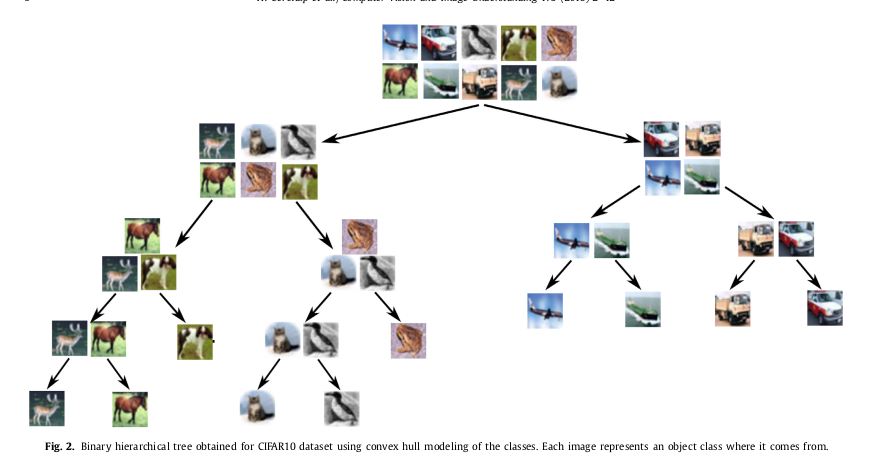 Fig. 2. Binary hierarchical tree obtained for CIFAR10 dataset using convex hull modeling of the classes. Each image represents an object class where it comes from.